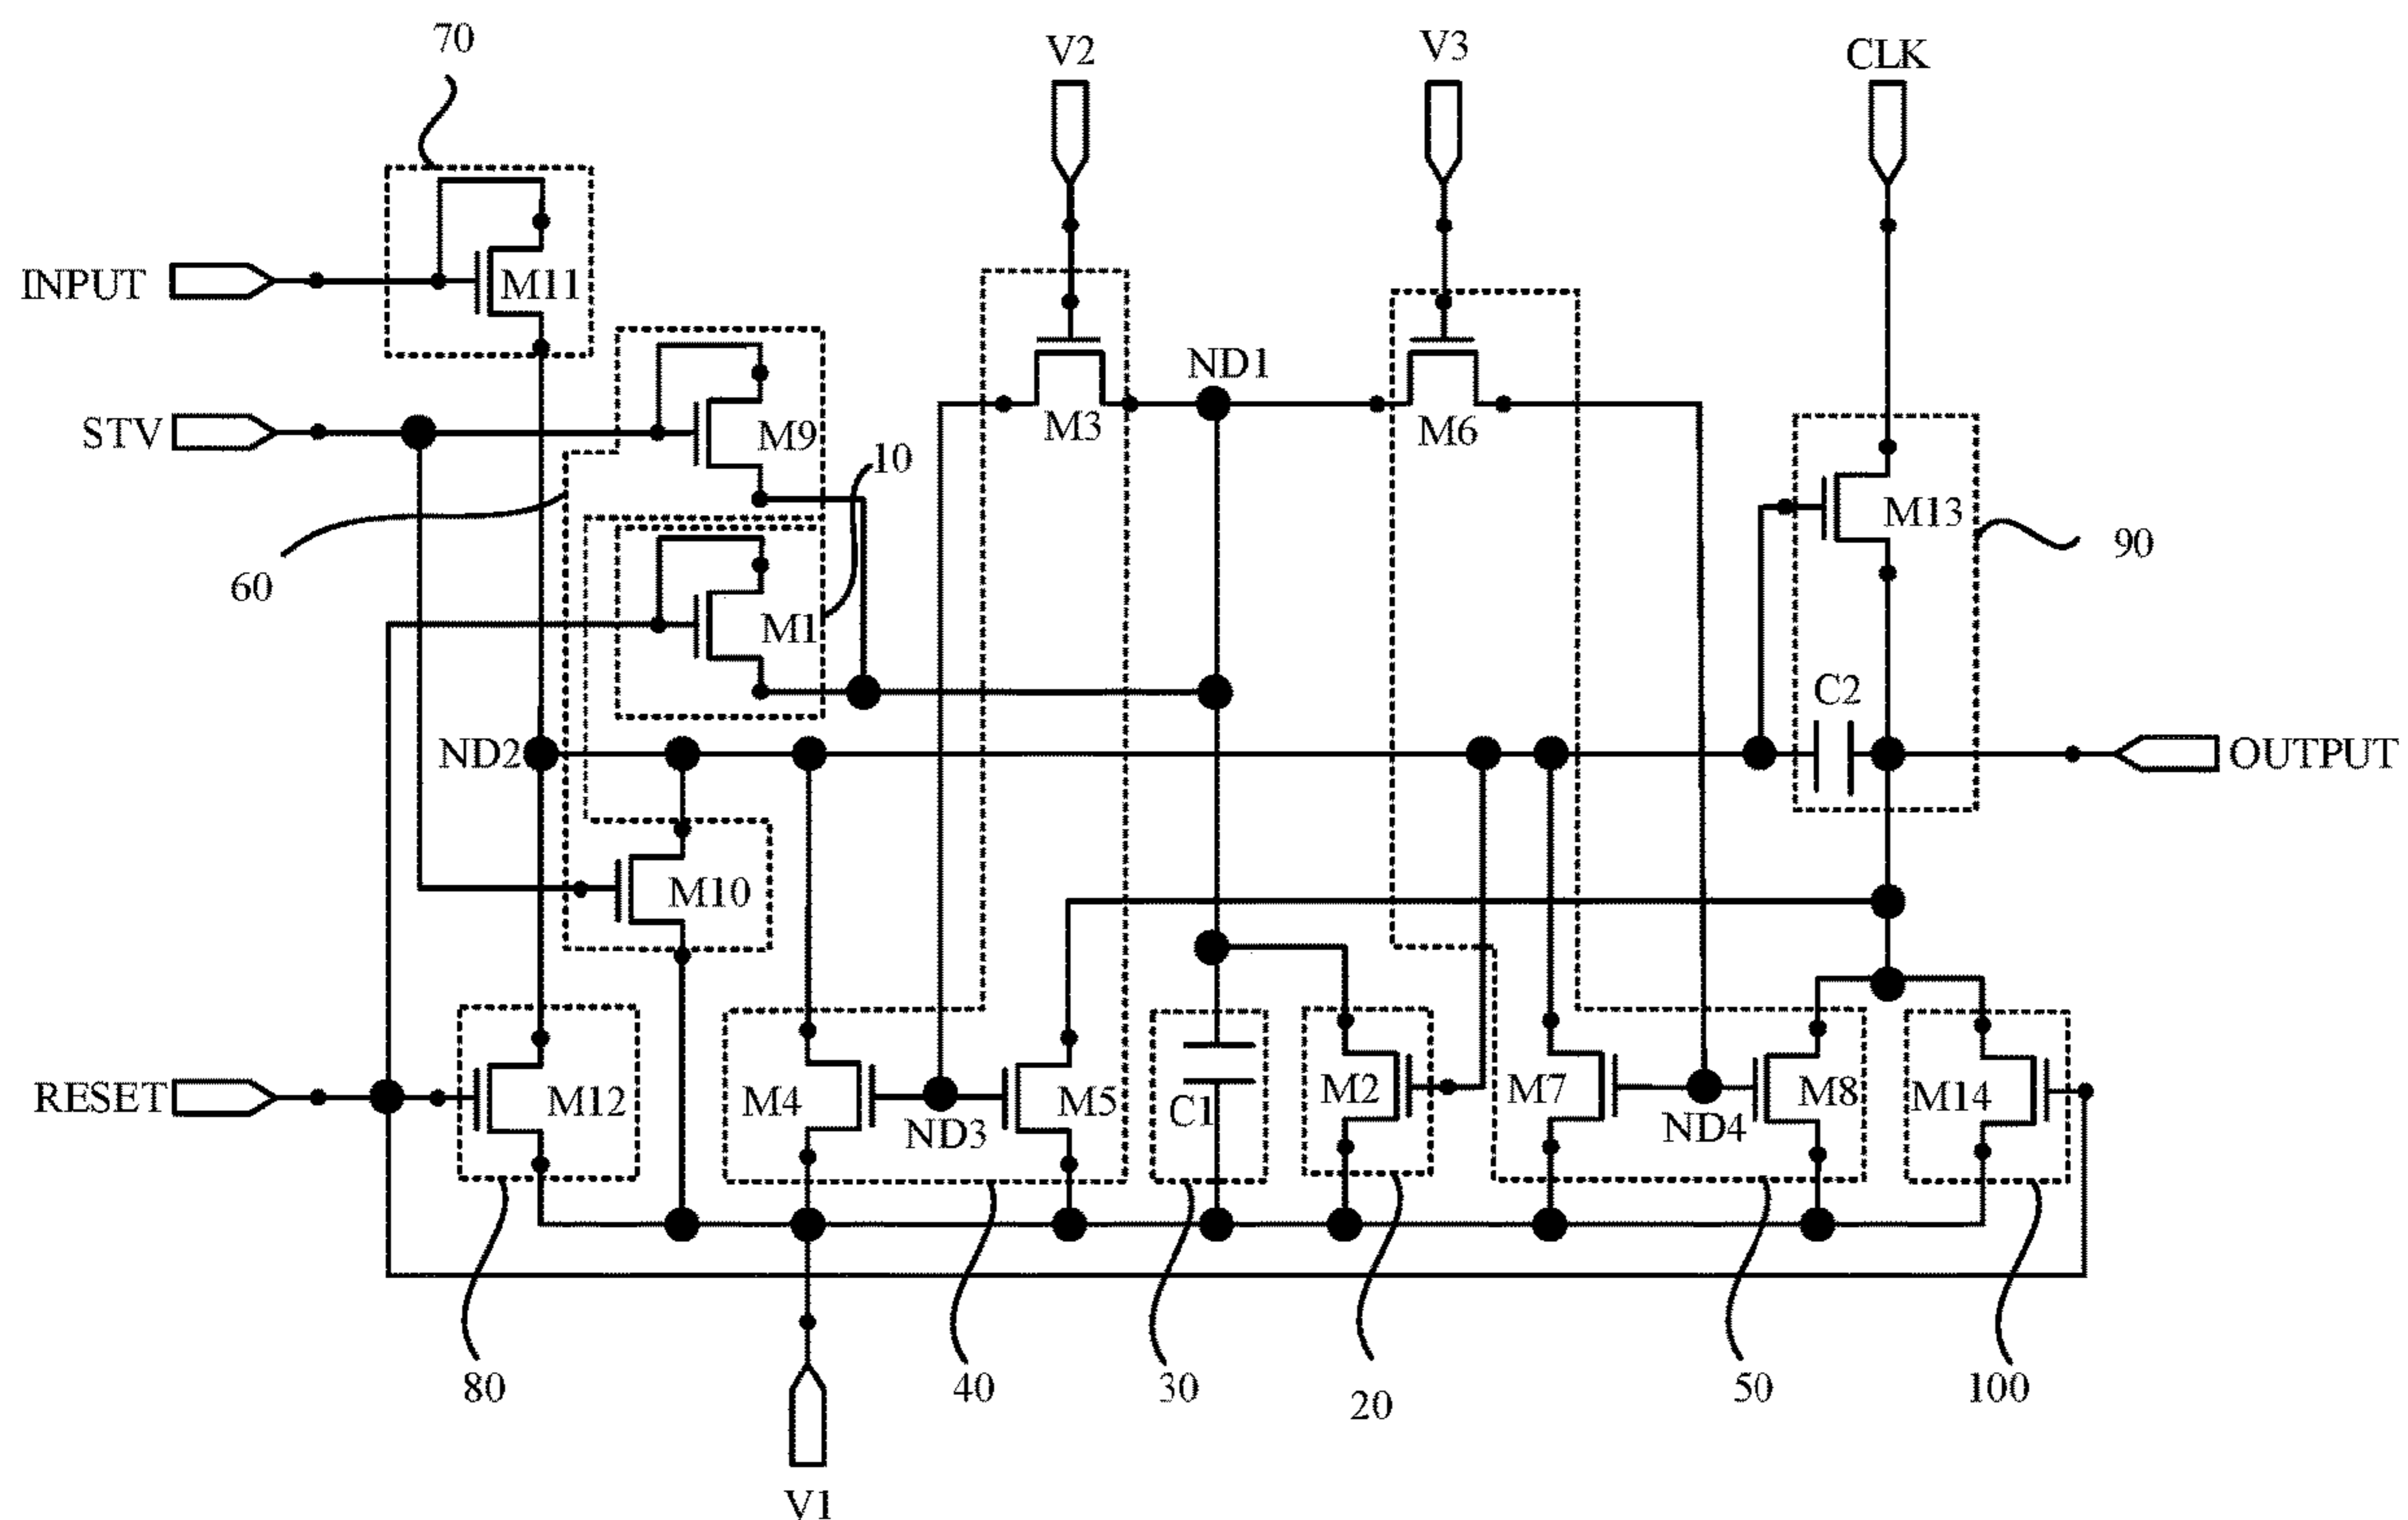 70
V2
V3
CLK
INPUT
M11
ND1
STV
M9
M3
M6
10
M13
90
60
M1
C2
ND2
OUTPUT
M10
RESET
M12
M4
ND3
M5
C1
M2
M7
ND4
M8
M14
80
40
30
20
50
100
V1